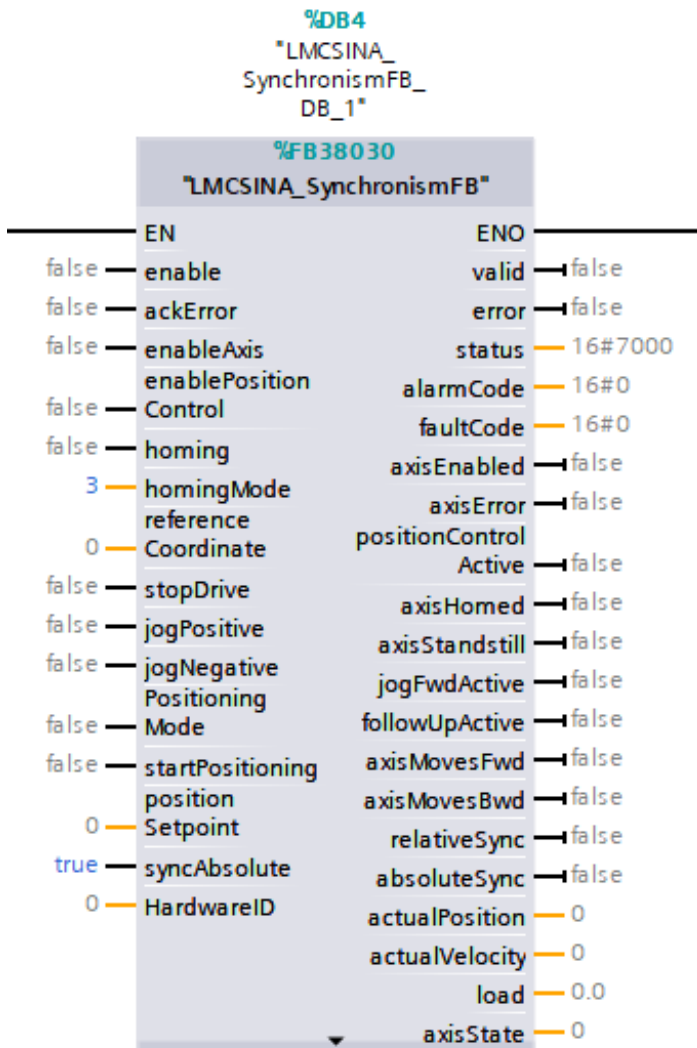 %DB4
"LMCSINA_
SynchronismFB_
DB_1"
%FB38030
"LMCSINA_SynchronismFB"
EN ENO
false enable valid false
false ackError error false
false enableAxis status 16#7000
enablePosition
false Control alarmCode 16#0
false homing faultCode 16#0
3 homingMode axisEnabled false
reference axisError false
0 Coordinate positionControl
false stopDrive Active false
false jogPositive axisHomed false
false jogNegative axisStandstill false
Positioning jogFwdActive false
false Mode followUpActive false
false startPositioning axisMovesFwd false
position axisMovesBwd false
0 Setpoint relativeSync false
true syncAbsolute absoluteSync false
0 HardwareID actualPosition 0
actualVelocity 0
load 0.0
axisState 0